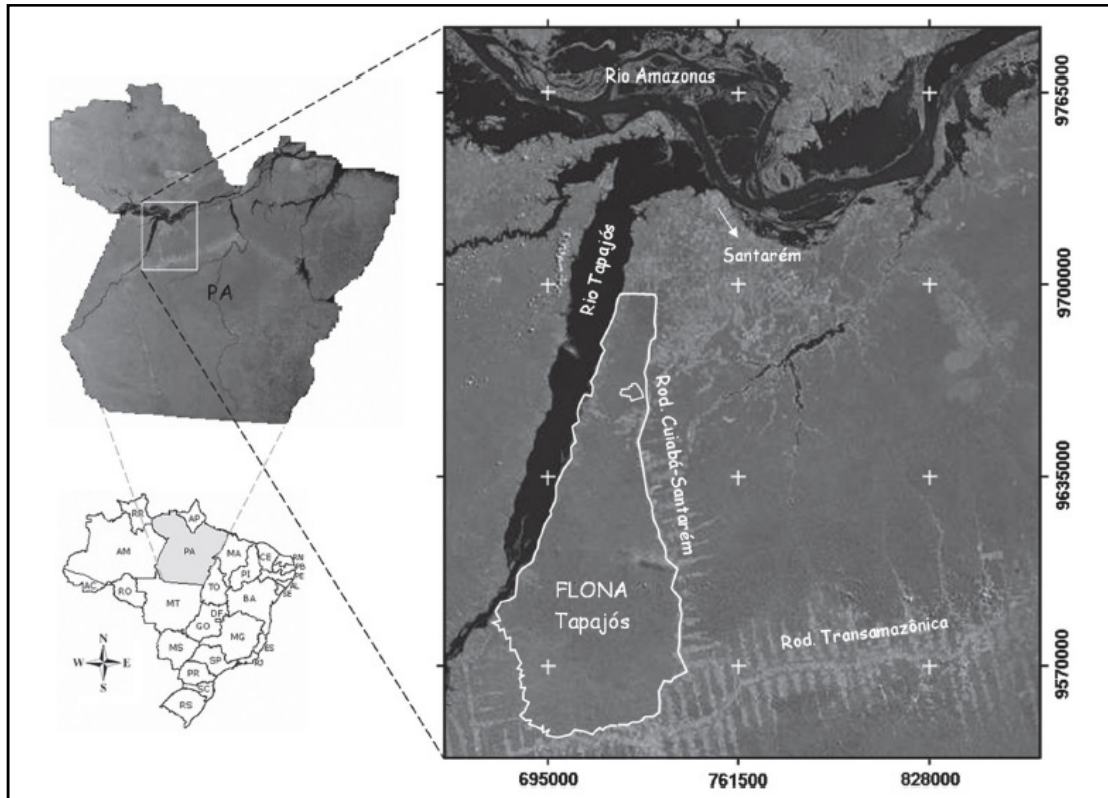 Rio Amazonas
Rio Tapajós
Santarém
Rod. Cuiabá-Santarém
FLONA
Tapajós
Rod. Transamazônica
9765000
9700000
9635000
9570000
695000
761500
828000
PA
RR
AP
AM
PA
MA
CE
RN
PB
PE
AL
SE
PI
AC
RO
TO
BA
MT
DF
GO
MG
ES
MS
SP
RJ
PR
SC
RS
N
W
E
S